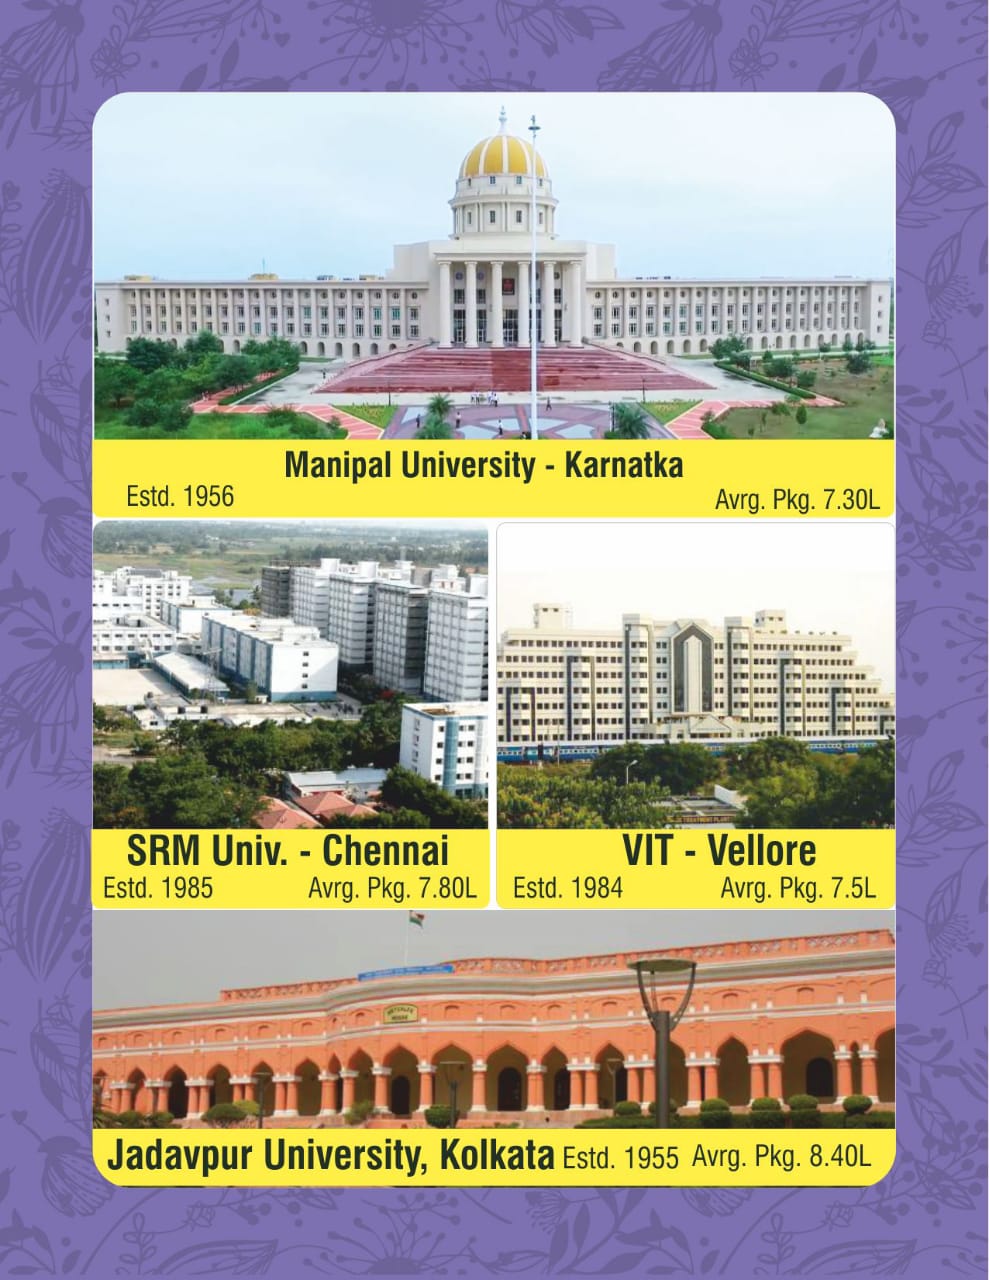 Manipal University - Karnatka
Estd. 1956
Avrg. Pkg. 7.30L
SRM Univ. - Chennai
Estd. 1985
Avrg. Pkg. 7.80L
VIT - Vellore
Estd. 1984
Avrg. Pkg. 7.5L
Jadavpur University, Kolkata Estd. 1955 Avrg. Pkg. 8.40L